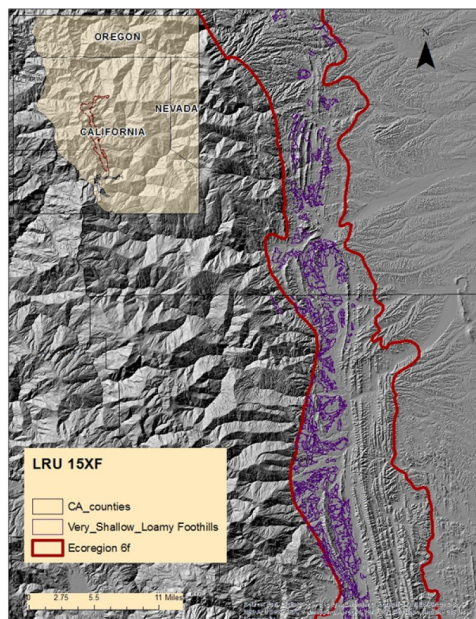 OREGON
NEVADA
CALIFORNIA
N
LRU 15XF
CA_counties
Very_Shallow_Loamy Foothills
Ecoregion 6f
0 2.75 5.5 11 Miles